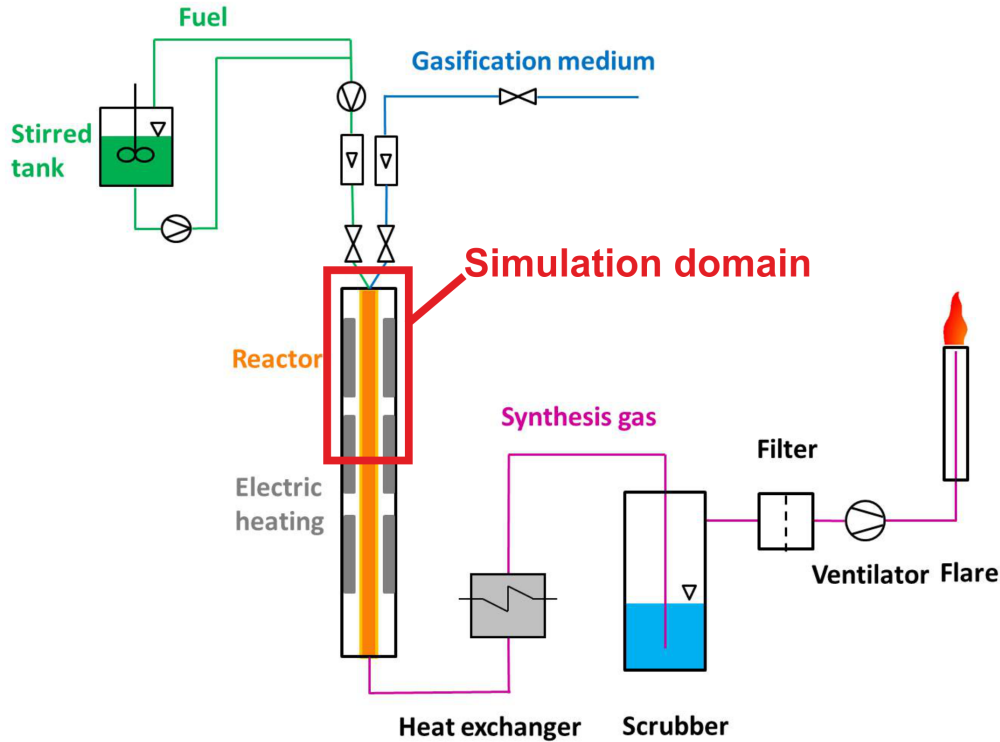 Fuel
Gasification medium
Stirred
tank
Simulation domain
Reactor
Synthesis gas
Filter
Electric
heating
Ventilator
Flare
Heat exchanger
Scrubber